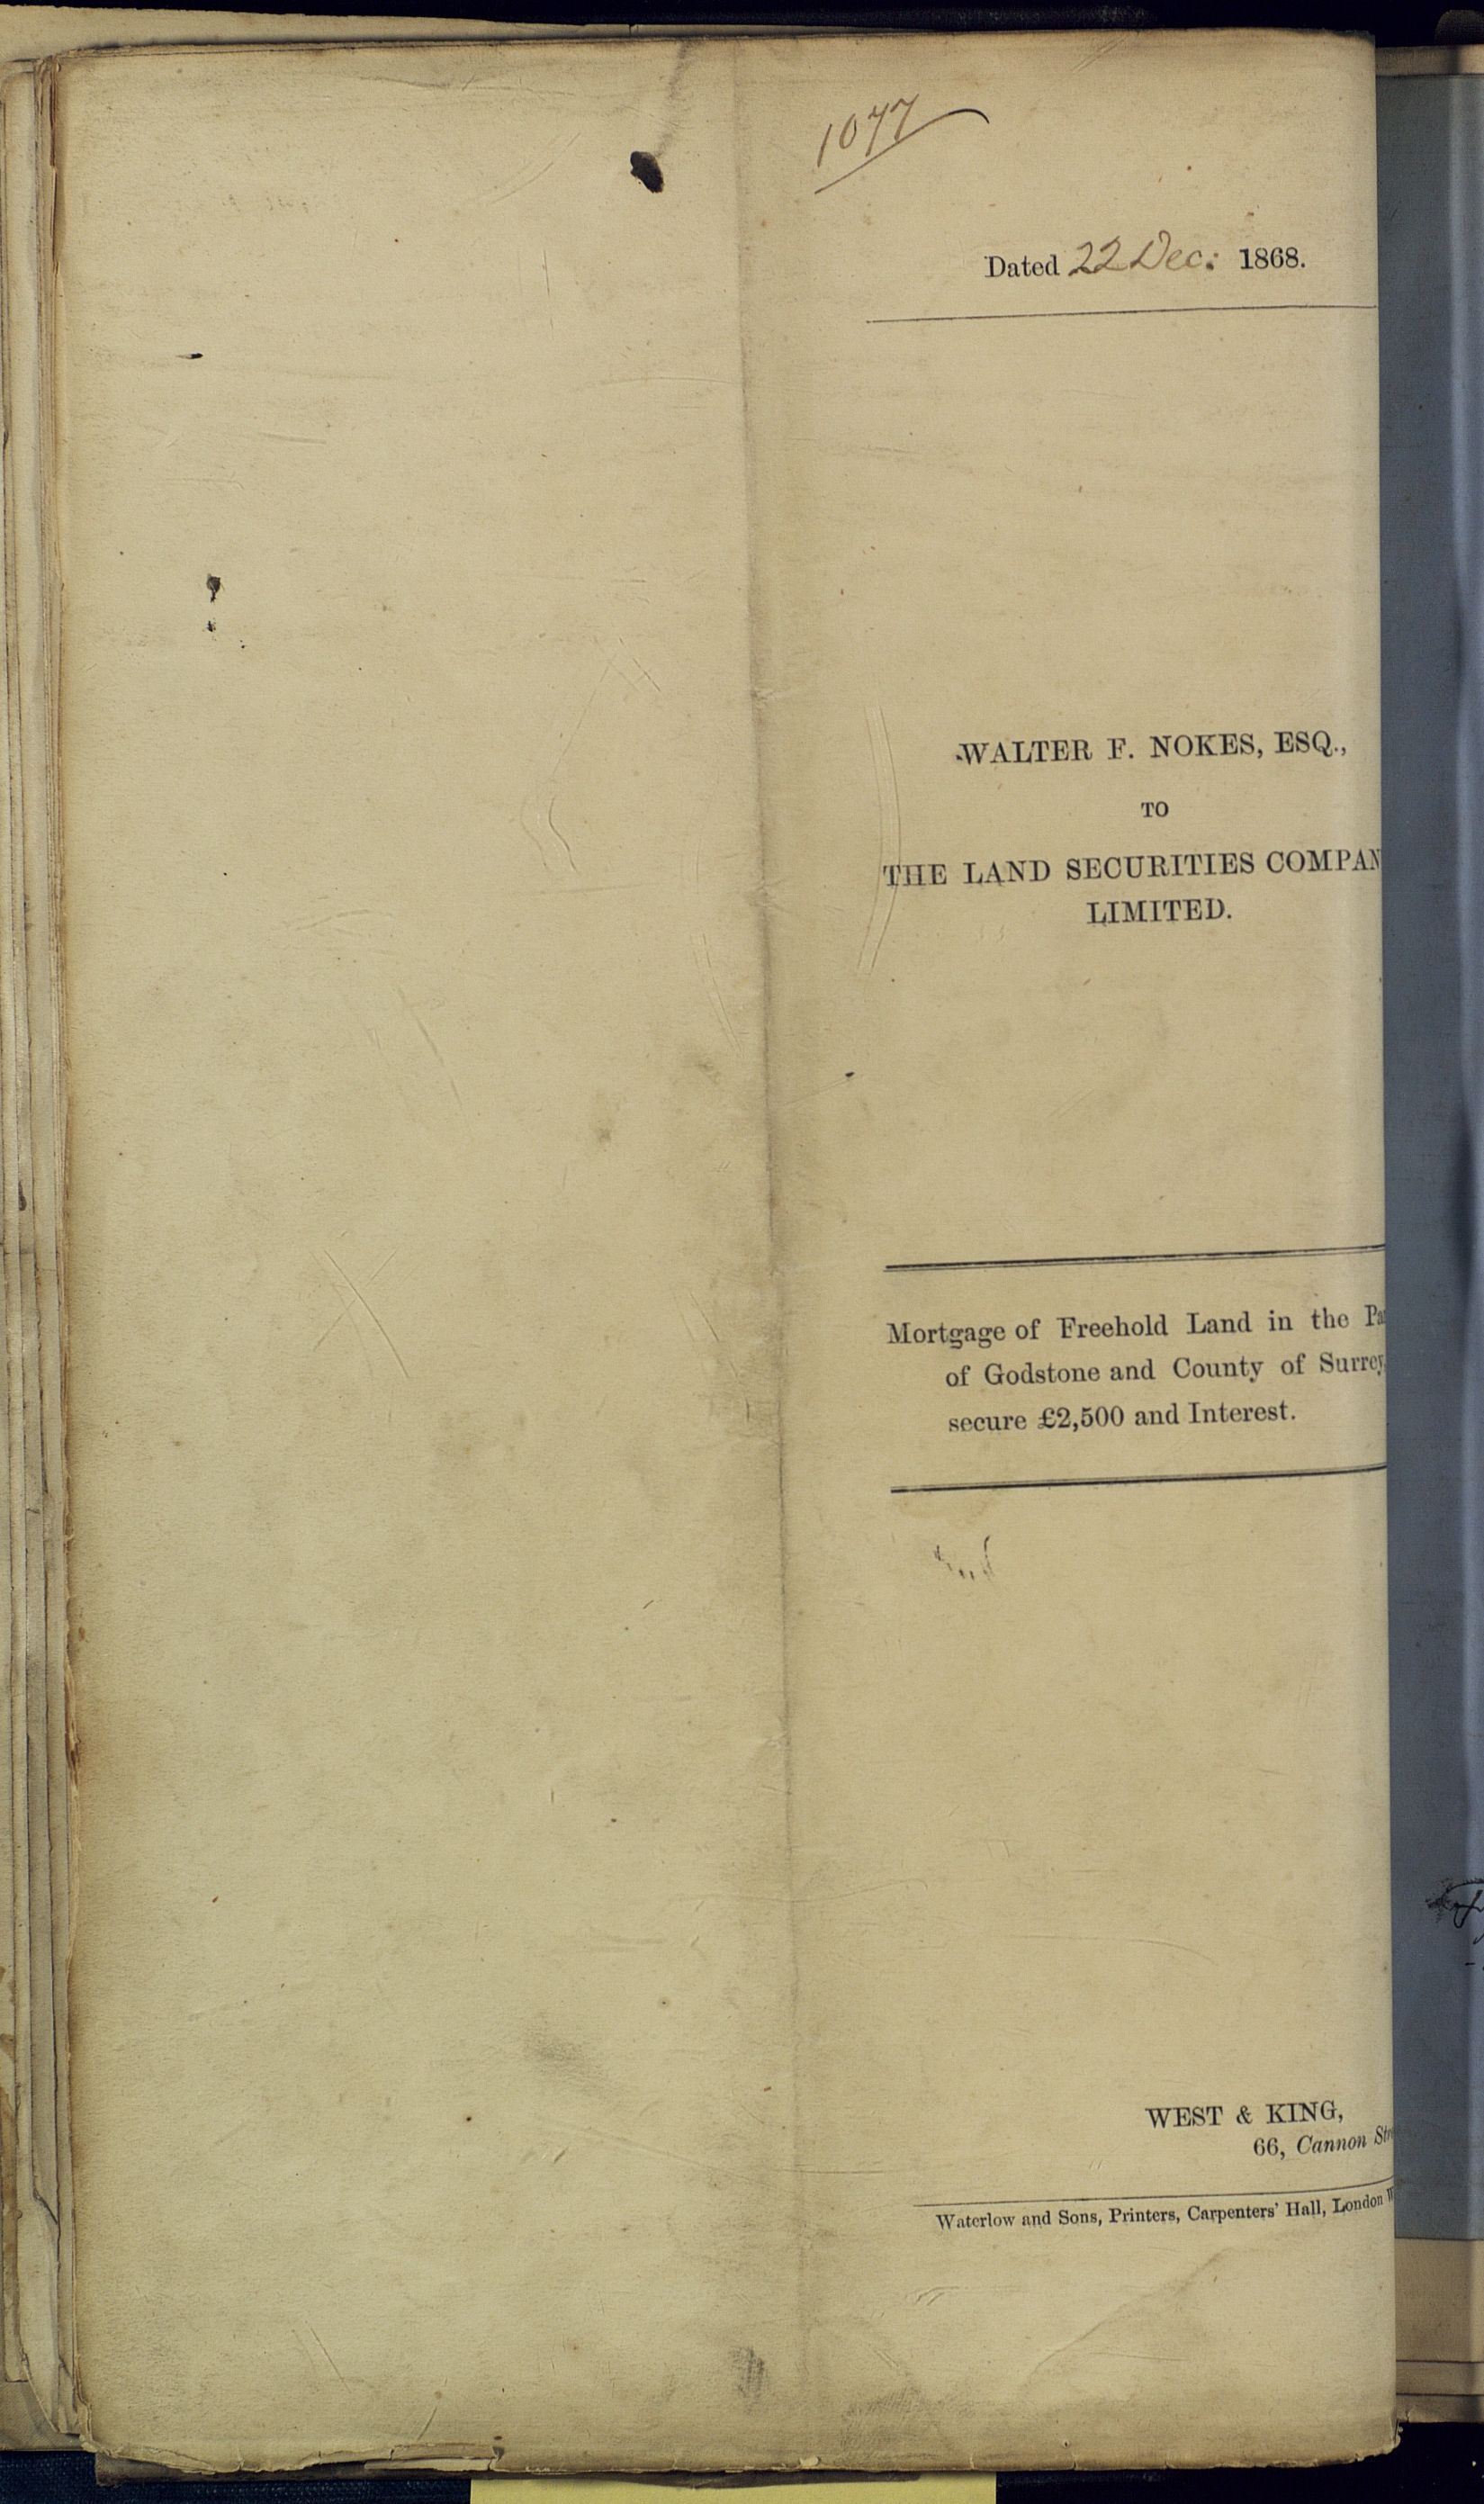 1077
Dated 22 Dec: 1868.
WALTER F. NOKES, ESQ.,
TO
THE LAND SECURITIES COMPAN
LIMITED.
Mortgage of Freehold Land in the Pa
of Godstone and County of Surrey,
secure £2,500 and Interest.
WEST & KING,
66, Cannon Str
Waterlow and Sons, Printers, Carpenters' Hall, London W